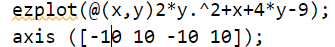 ezplot(@(x,y)2*y.^2+x+4*y-9);
axis ([-10 10 -10 10]);